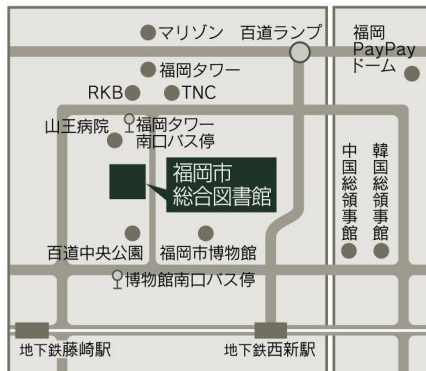 マリゾン
百道ランプ
福岡
PayPay
ドーム
福岡タワー
RKB
TNC
山王病院
福岡タワー
南口バス停
福岡市
総合図書館
中国総領事館
韓国総領事館
百道中央公園
福岡市博物館
博物館南口バス停
地下鉄藤崎駅
地下鉄西新駅